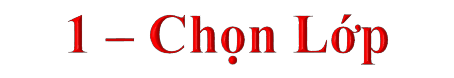 1 – Chọn Lớp